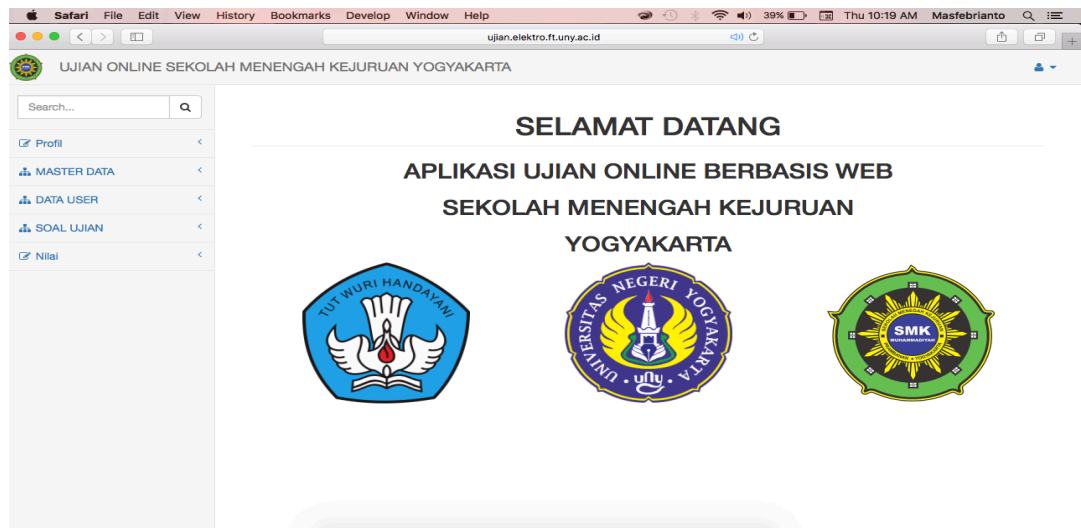 Safari File Edit View History Bookmarks Develop Window Help 39% Thu 10:19 AM Masfebrianto
ujian.elektro.ft.uny.ac.id
UJIAN ONLINE SEKOLAH MENENGAH KEJURUAN YOGYAKARTA
Search...
Profil
MASTER DATA
DATA USER
SOAL UJIAN
Nilai
SELAMAT DATANG
APLIKASI UJIAN ONLINE BERBASIS WEB
SEKOLAH MENENGAH KEJURUAN
YOGYAKARTA
TUT WURI HANDAYANI
UNIVERSITAS NEGERI YOGYAKARTA
uny
SMK
MUHAMMADIYAH